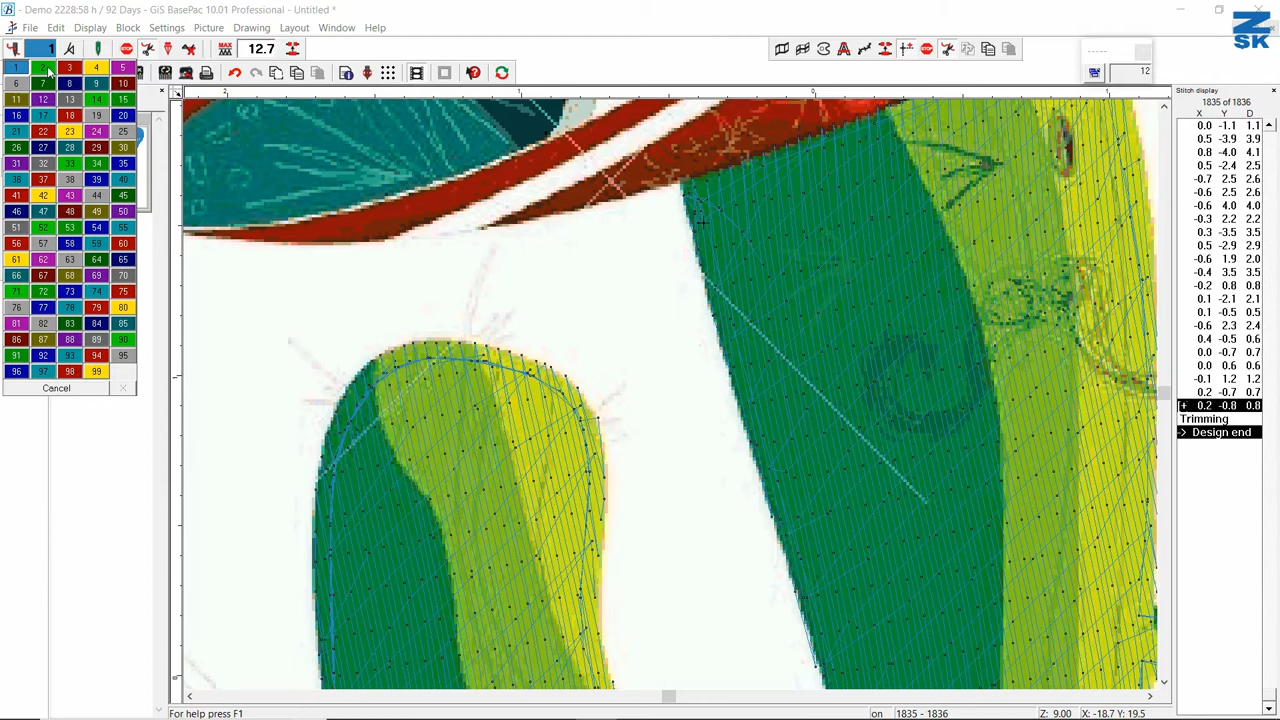 - Demo 2228:58 h / 92 Days - GiS BasePac 10.01 Professional - Untitled *
File Edit Display Block Settings Picture Drawing Layout Window Help
ZSK
1 STOP MAX 12.7 STOP
12
1 2 3 4 5
6 7 8 9 10
11 12 13 14 15
16 17 18 19 20
21 22 23 24 25
26 27 28 29 30
31 32 33 34 35
36 37 38 39 40
41 42 43 44 45
46 47 48 49 50
51 52 53 54 55
56 57 58 59 60
61 62 63 64 65
66 67 68 69 70
71 72 73 74 75
76 77 78 79 80
81 82 83 84 85
86 87 88 89 90
91 92 93 94 95
96 97 98 99
Cancel
Stitch display
1835 of 1836
X Y D
0.0 -1.1 1.1
0.5 -3.9 3.9
0.8 -4.0 4.1
0.5 -2.4 2.5
-0.7 2.5 2.6
-0.6 2.5 2.6
-0.6 4.0 4.0
-0.3 2.2 2.2
-0.3 3.5 3.5
0.5 -2.9 2.9
-0.6 1.9 2.0
-0.4 3.5 3.5
-0.2 0.8 0.8
0.1 -2.1 2.1
-0.1 -0.5 0.5
-0.6 2.3 2.4
0.4 -0.5 0.6
0.0 -0.7 0.7
0.0 0.6 0.6
-0.1 1.2 1.2
0.2 -0.7 0.7
[+ 0.2 -0.8 0.8
Trimming
-> Design end
For help press F1
on 1835 - 1836 Z: 9.00 X: -18.7 Y: 19.5